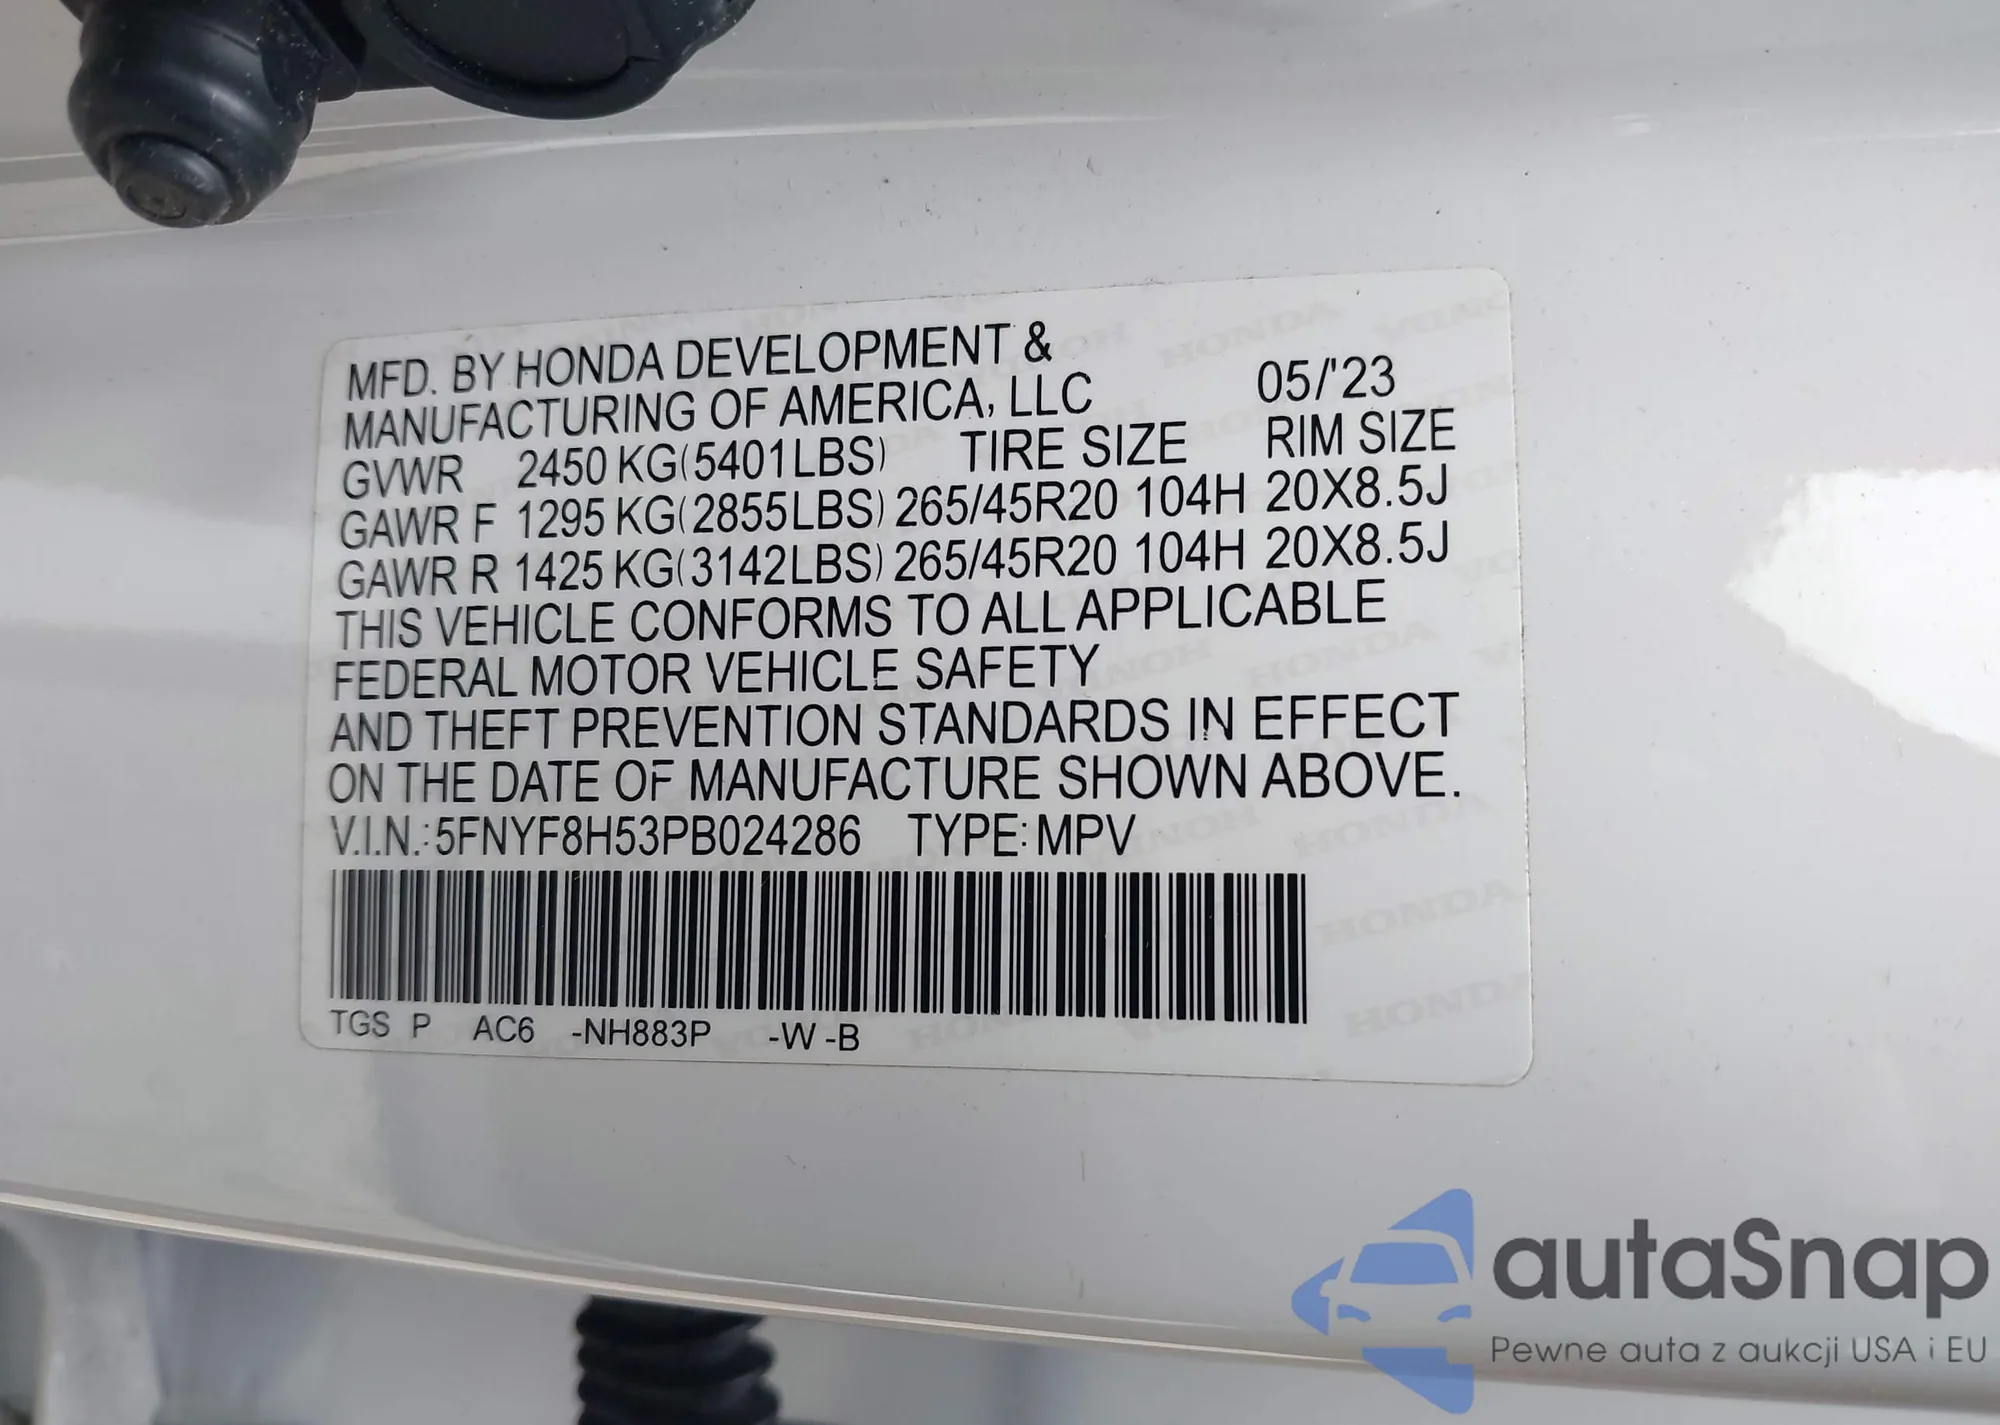 MFD. BY HONDA DEVELOPMENT &
MANUFACTURING OF AMERICA, LLC 05/'23
GVWR 2450 KG(5401LBS) TIRE SIZE RIM SIZE
GAWR F 1295 KG(2855LBS) 265/45R20 104H 20X8.5J
GAWR R 1425 KG(3142LBS) 265/45R20 104H 20X8.5J
THIS VEHICLE CONFORMS TO ALL APPLICABLE
FEDERAL MOTOR VEHICLE SAFETY
AND THEFT PREVENTION STANDARDS IN EFFECT
ON THE DATE OF MANUFACTURE SHOWN ABOVE.
V.I.N.:5FNYF8H53PB024286 TYPE:MPV
TGS P AC6 -NH883P -W -B
autaSnap
Pewne auta z aukcji USA i EU